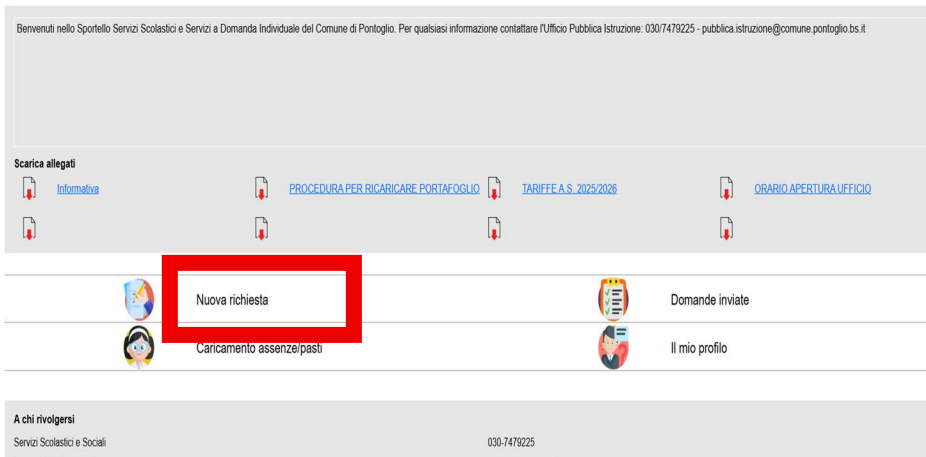 Benvenuti nello Sportello Servizi Scolastici e Servizi a Domanda Individuale del Comune di Pontoglio. Per qualsiasi informazione contattare l'Ufficio Pubblica Istruzione: 030/7479225 - pubblica.istruzione@comune.pontoglio.bs.it
Scarica allegati
Informativa
PROCEDURA PER RICARICARE PORTAFOGLIO
TARIFFE A.S. 2025/2026
ORARIO APERTURA UFFICIO
Nuova richiesta
Domande inviate
Caricamento assenze/pasti
Il mio profilo
A chi rivolgersi
Servizi Scolastici e Sociali
030-7479225